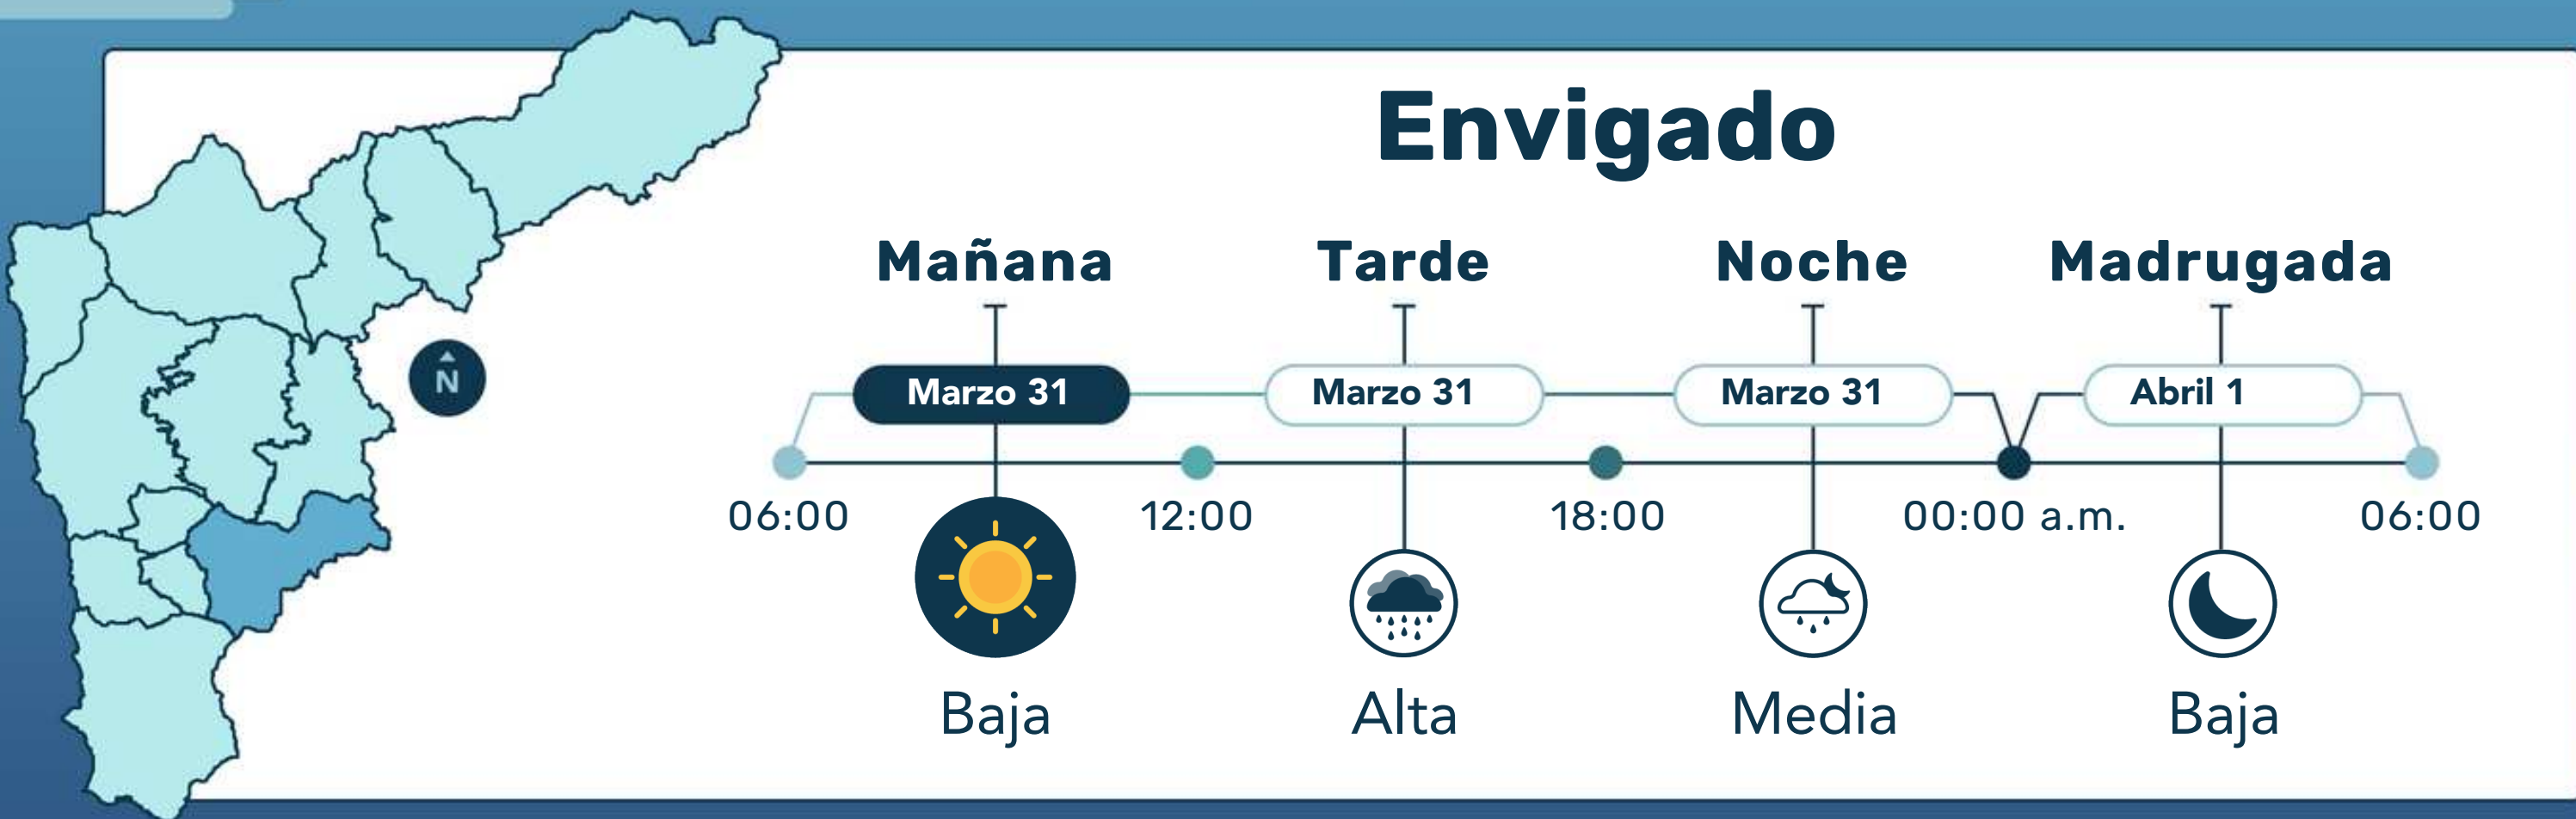 Envigado
Mañana Tarde Noche Madrugada
N
Marzo 31 Marzo 31 Marzo 31 Abril 1
06:00 12:00 18:00 00:00 a.m. 06:00
Baja Alta Media Baja